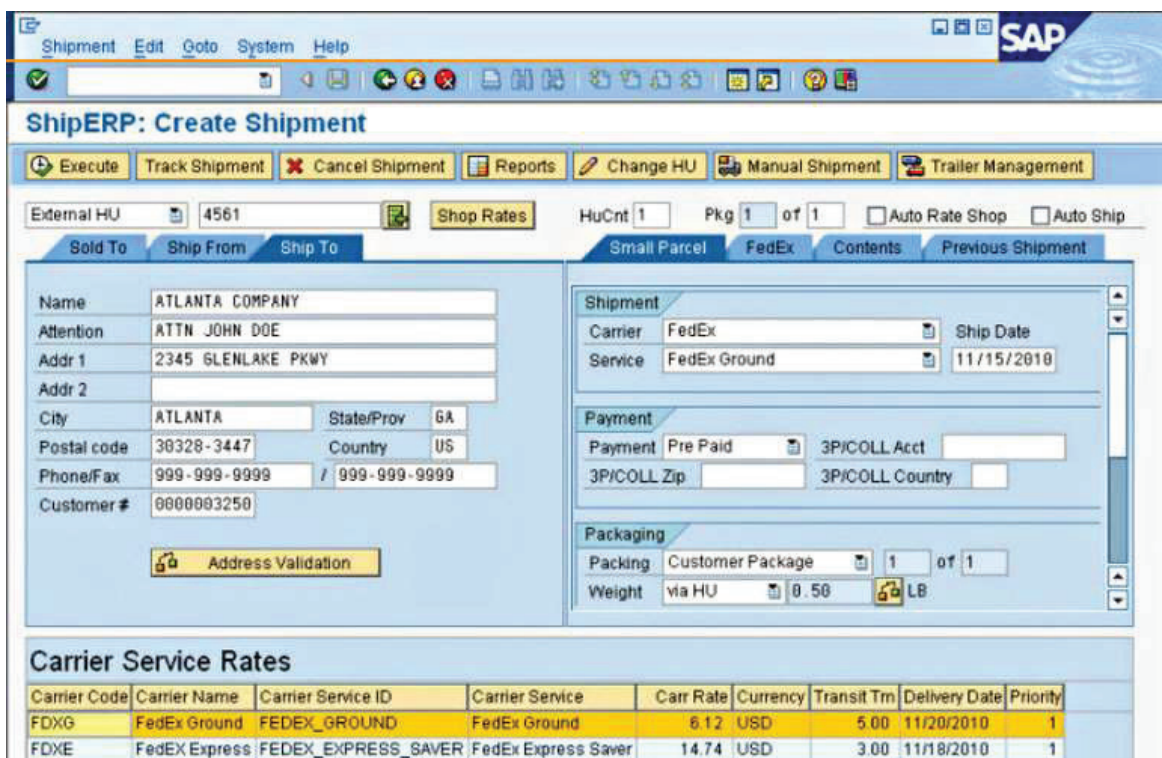 Shipment Edit Goto System Help
SAP
ShipERP: Create Shipment
Execute Track Shipment Cancel Shipment Reports Change HU Manual Shipment Trailer Management
External HU 4561 Shop Rates HuCnt 1 Pkg 1 of 1 Auto Rate Shop Auto Ship
Sold To Ship From Ship To Small Parcel FedEx Contents Previous Shipment
Name ATLANTA COMPANY
Attention ATTN JOHN DOE
Addr 1 2345 GLENLAKE PKWY
Addr 2
City ATLANTA State/Prov GA
Postal code 30328-3447 Country US
Phone/Fax 999-999-9999 / 999-999-9999
Customer # 0000003250
Address Validation
Shipment
Carrier FedEx Ship Date
Service FedEx Ground 11/15/2010
Payment
Payment Pre Paid 3P/COLL Acct
3P/COLL Zip 3P/COLL Country
Packaging
Packing Customer Package 1 of 1
Weight via HU 0.50 LB
Carrier Service Rates
Carrier Code Carrier Name Carrier Service ID Carrier Service Carr Rate Currency Transit Tm Delivery Date Priority
FDXG FedEx Ground FEDEX_GROUND FedEx Ground 6.12 USD 5.00 11/20/2010 1
FDXE FedEX Express FEDEX_EXPRESS_SAVER FedEx Express Saver 14.74 USD 3.00 11/18/2010 1